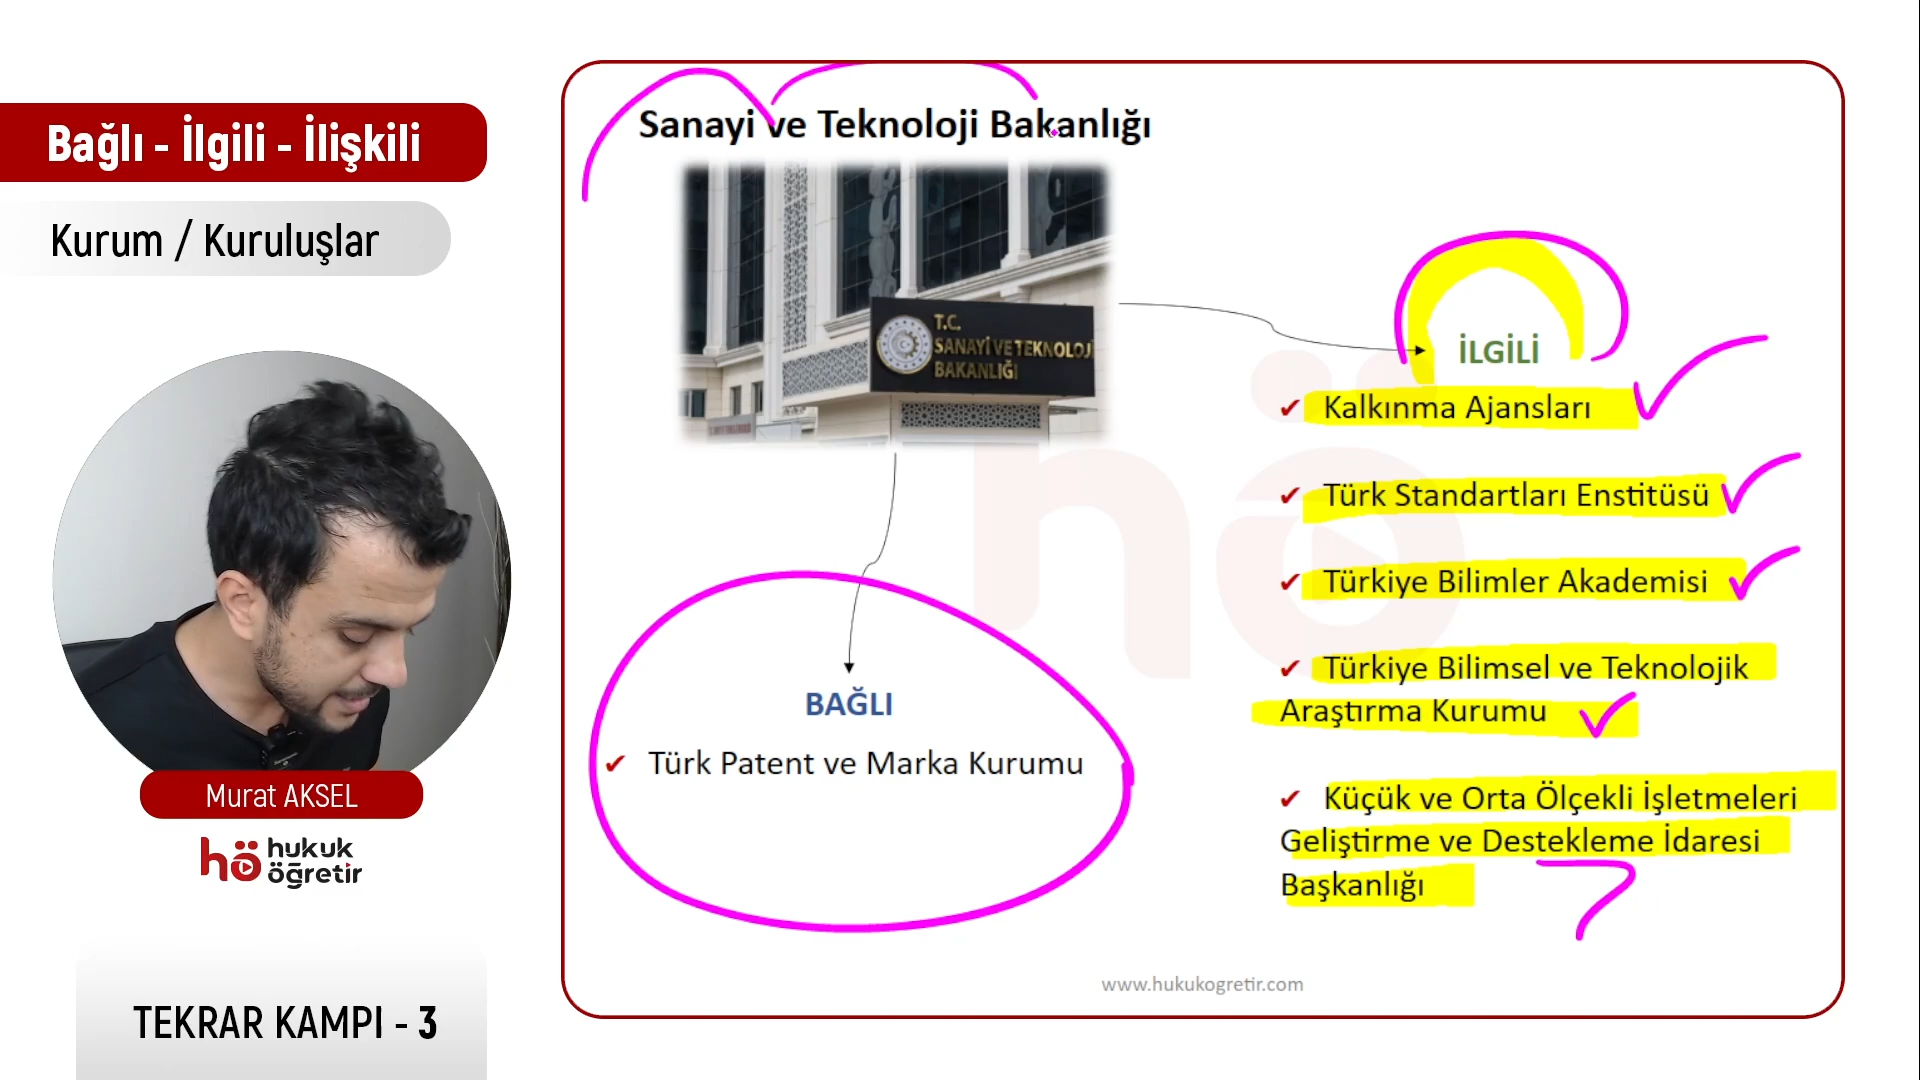 Bağlı - İlgili - İlişkili
Kurum / Kuruluşlar
Murat AKSEL
hö hukuk
öğretir
TEKRAR KAMPI - 3
Sanayi ve Teknoloji Bakanlığı
T.C.
SANAYİ VE TEKNOLOJİ
BAKANLIĞI
BAĞLI
✔ Türk Patent ve Marka Kurumu
İLGİLİ
✔ Kalkınma Ajansları
✔ Türk Standartları Enstitüsü
✔ Türkiye Bilimler Akademisi
✔ Türkiye Bilimsel ve Teknolojik
Araştırma Kurumu
✔ Küçük ve Orta Ölçekli İşletmeleri
Geliştirme ve Destekleme İdaresi
Başkanlığı
hö
www.hukukogretir.com